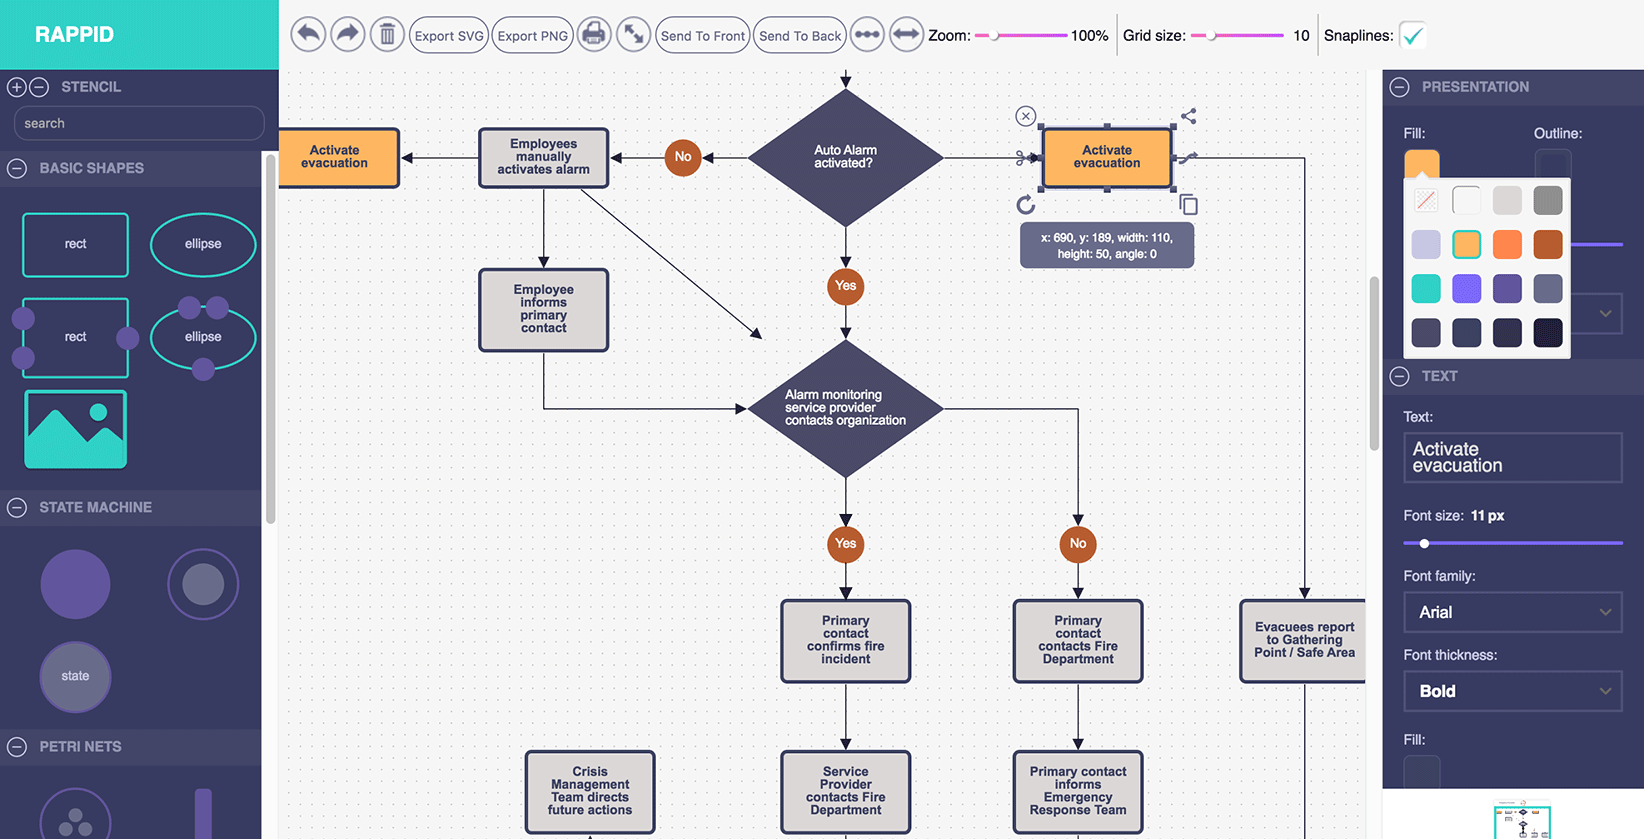 RAPPID
Export SVG
Export PNG
Send To Front
Send To Back
Zoom:
100%
Grid size:
10
Snaplines:
STENCIL
search
BASIC SHAPES
rect
ellipse
rect
ellipse
STATE MACHINE
state
PETRI NETS
Activate
evacuation
Employees
manually
activates alarm
No
Auto Alarm
activated?
Activate
evacuation
x: 690, y: 189, width: 110,
height: 50, angle: 0
Employee
informs
primary
contact
Yes
Alarm monitoring
service provider
contacts organization
Yes
No
Primary
contact
confirms fire
incident
Primary
contact
contacts Fire
Department
Evacuees report
to Gathering
Point / Safe Area
Crisis
Management
Team directs
future actions
Service
Provider
contacts Fire
Department
Primary contact
informs
Emergency
Response Team
PRESENTATION
Fill:
Outline:
TEXT
Text:
Activate
evacuation
Font size: 11 px
Font family:
Arial
Font thickness:
Bold
Fill: